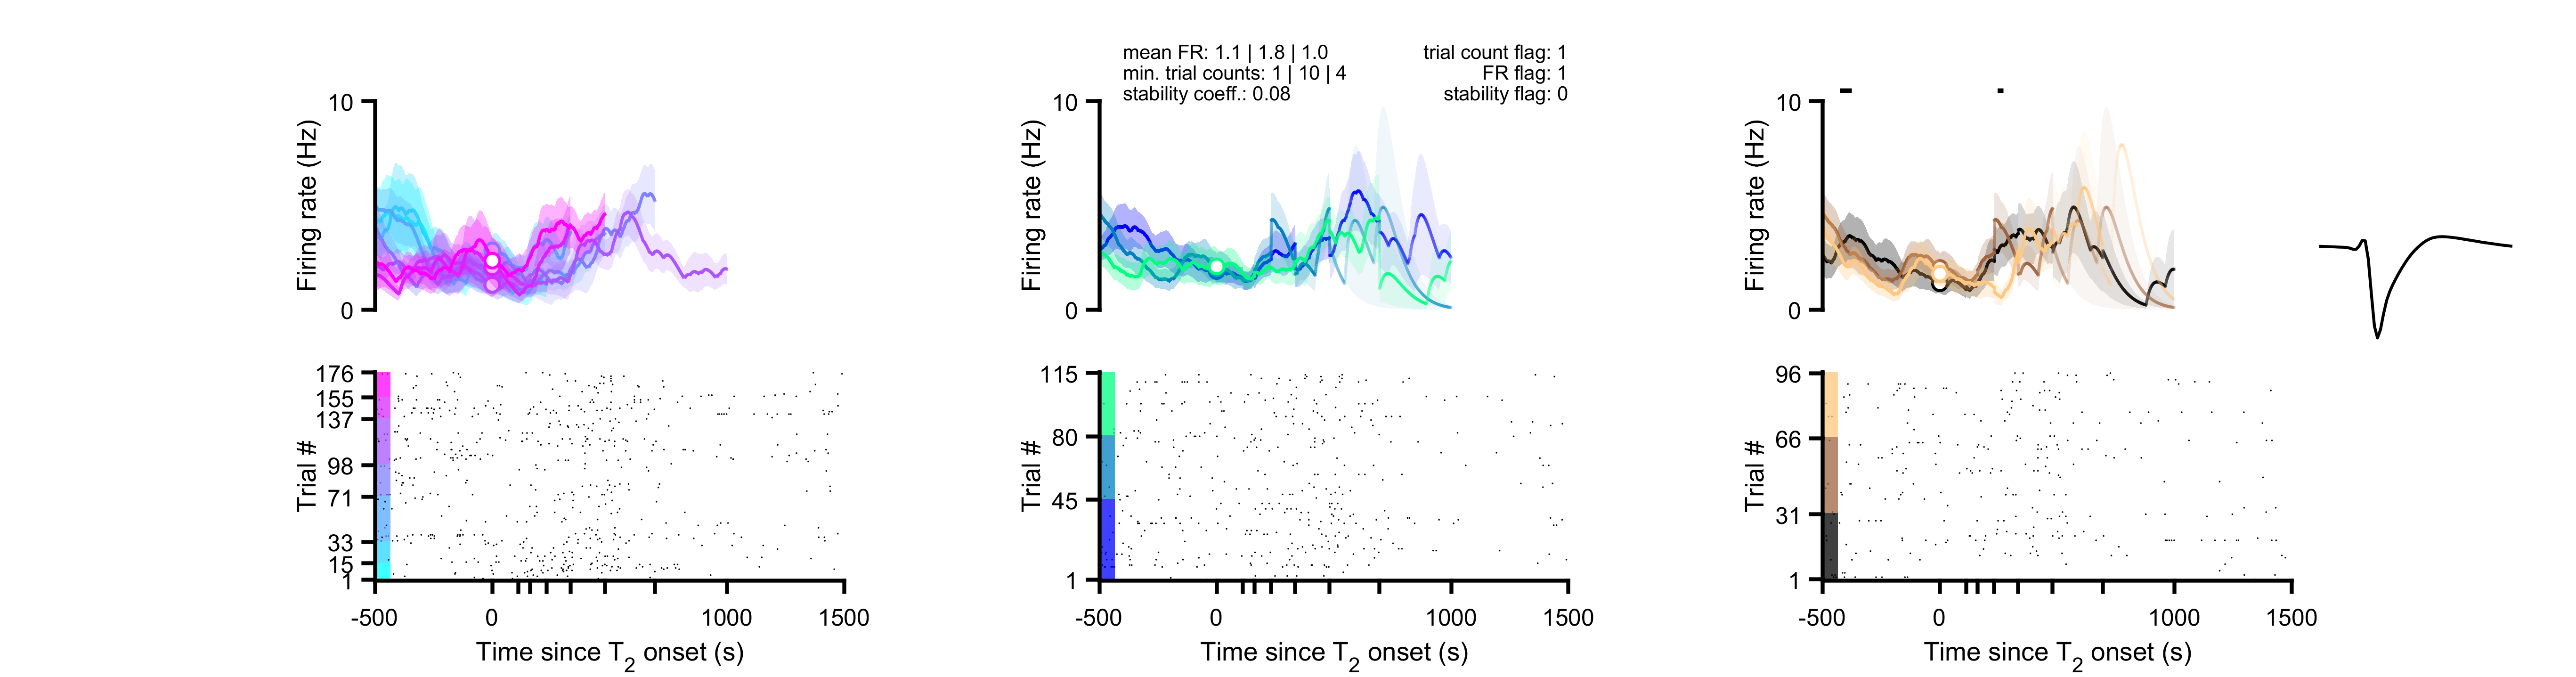 mean FR: 1.1 | 1.8 | 1.0
min. trial counts: 1 | 10 | 4
stability coeff.: 0.08
trial count flag: 1
FR flag: 1
stability flag: 0
10
Firing rate (Hz)
0
10
Firing rate (Hz)
0
10
Firing rate (Hz)
0
176
155
137
98
71
33
15
1
Trial #
-500
0
1000
1500
Time since T2 onset (s)
115
80
45
1
Trial #
-500
0
1000
1500
Time since T2 onset (s)
96
66
31
1
Trial #
-500
0
1000
1500
Time since T2 onset (s)